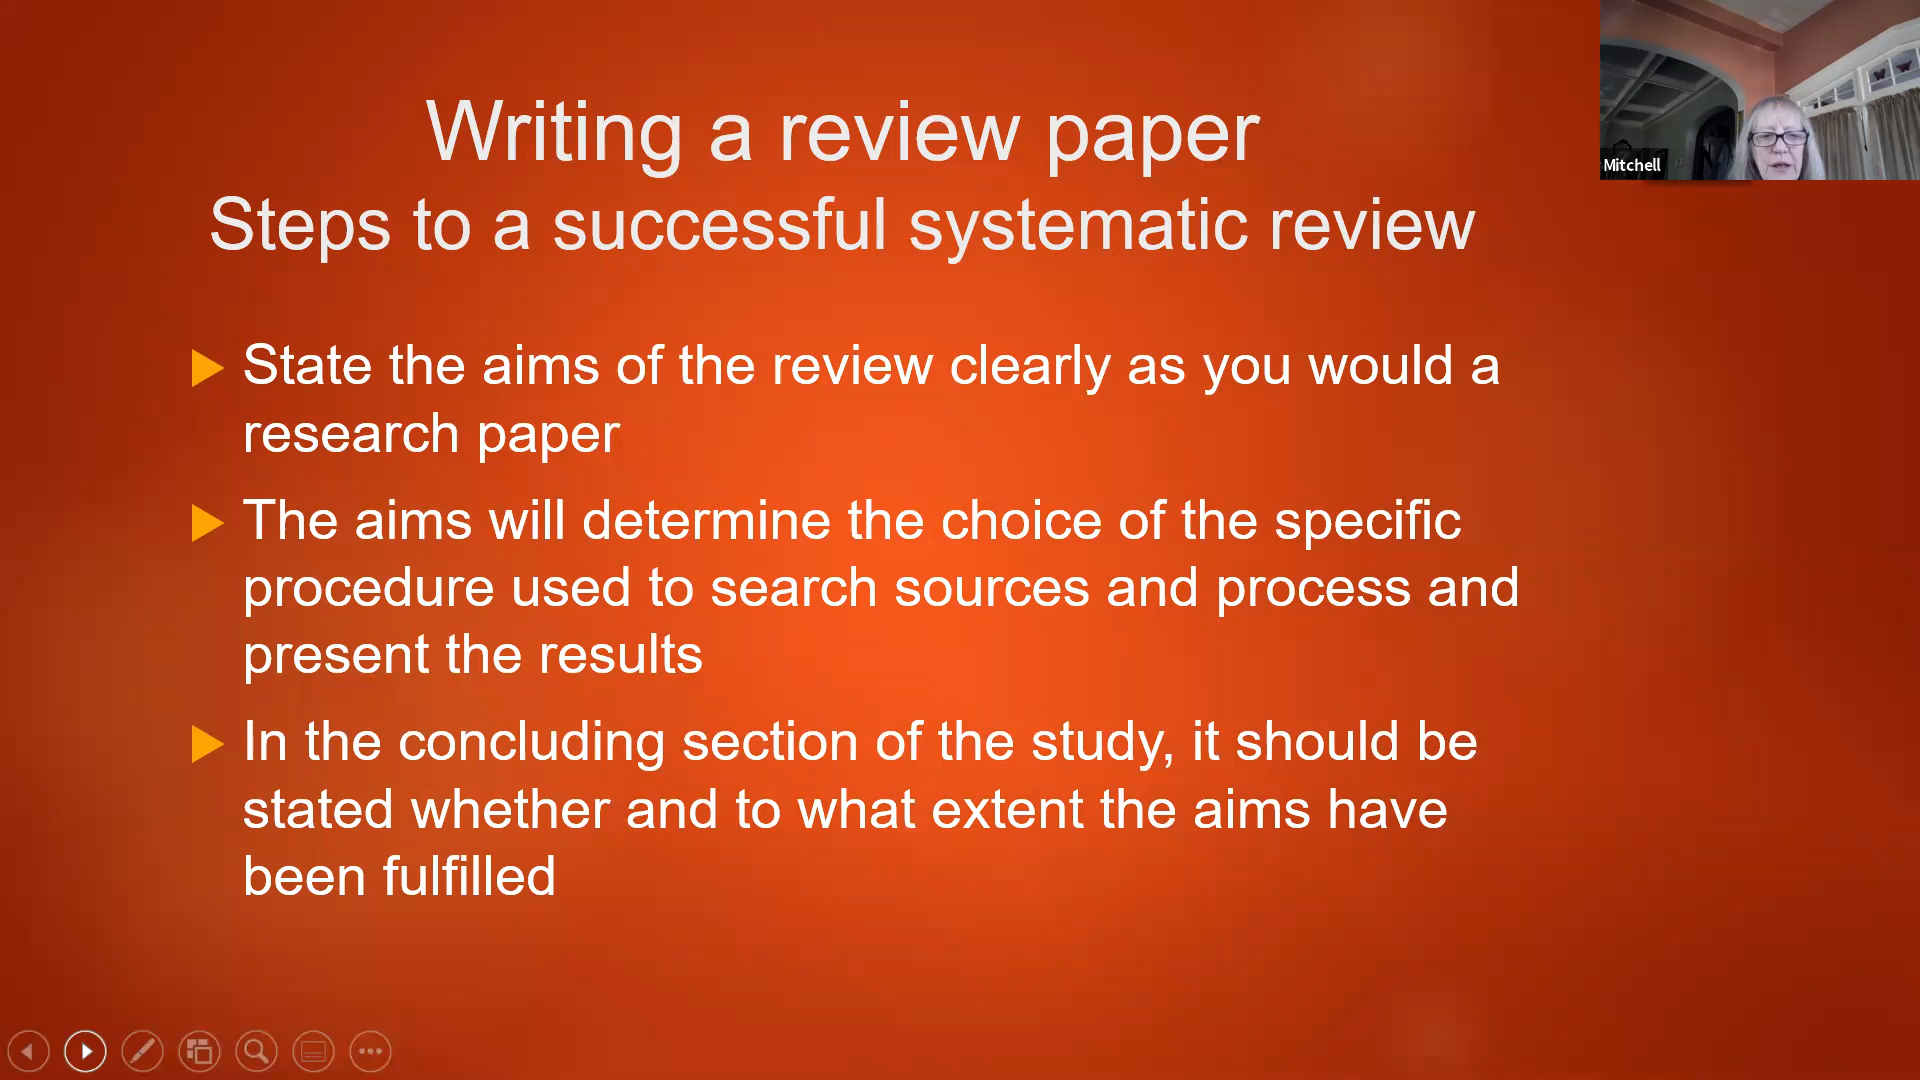 Writing a review paper
Steps to a successful systematic review
State the aims of the review clearly as you would a
research paper
The aims will determine the choice of the specific
procedure used to search sources and process and
present the results
In the concluding section of the study, it should be
stated whether and to what extent the aims have
been fulfilled
Mitchell